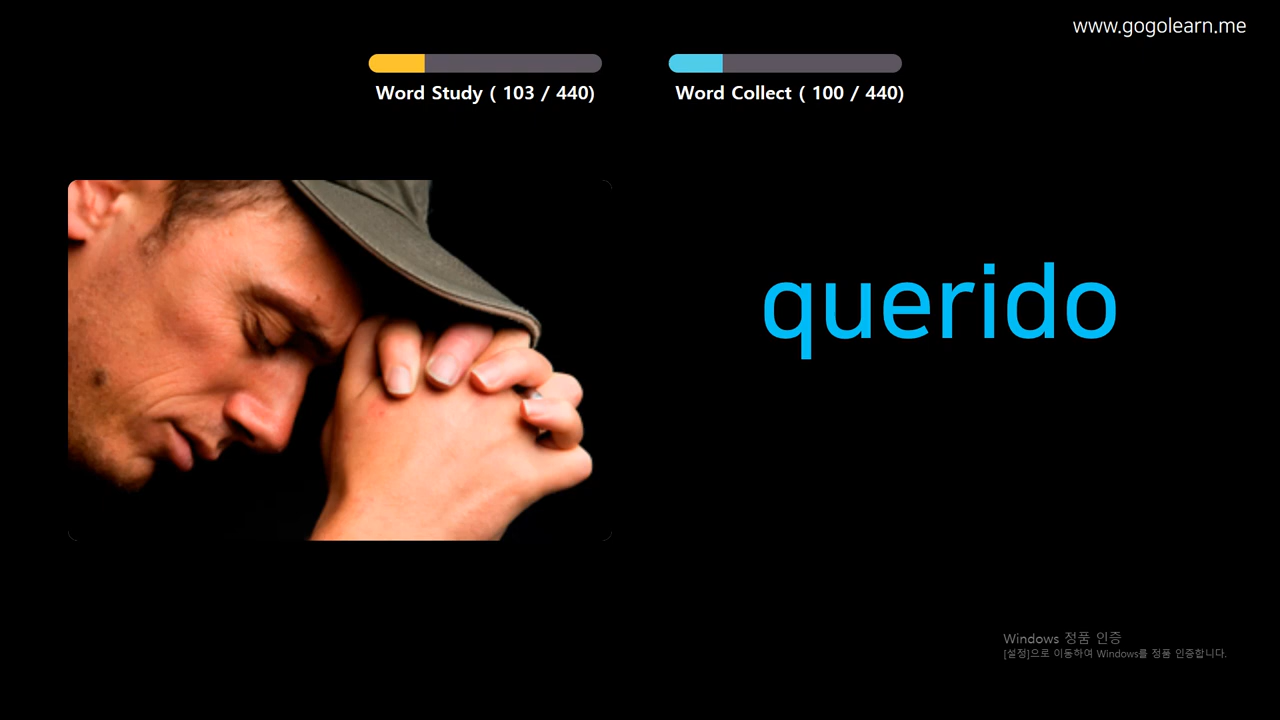 www.gogolearn.me
Word Study ( 103 / 440)
Word Collect ( 100 / 440)
querido
Windows 정품 인증
[설정]으로 이동하여 Windows를 정품 인증합니다.